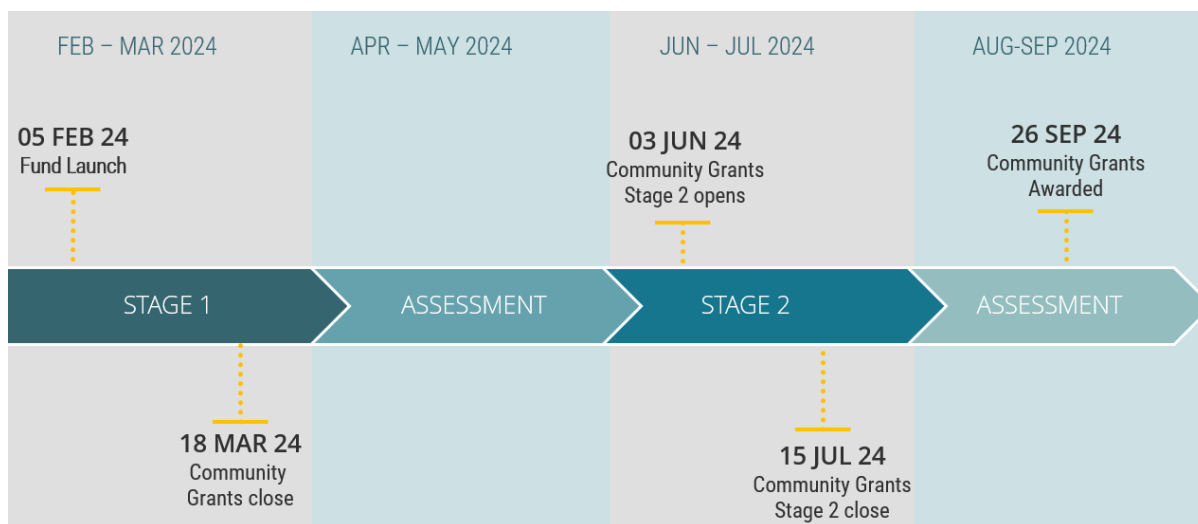 FEB – MAR 2024
APR – MAY 2024
JUN – JUL 2024
AUG-SEP 2024
05 FEB 24
Fund Launch
03 JUN 24
Community Grants
Stage 2 opens
26 SEP 24
Community Grants
Awarded
STAGE 1
ASSESSMENT
STAGE 2
ASSESSMENT
18 MAR 24
Community
Grants close
15 JUL 24
Community Grants
Stage 2 close